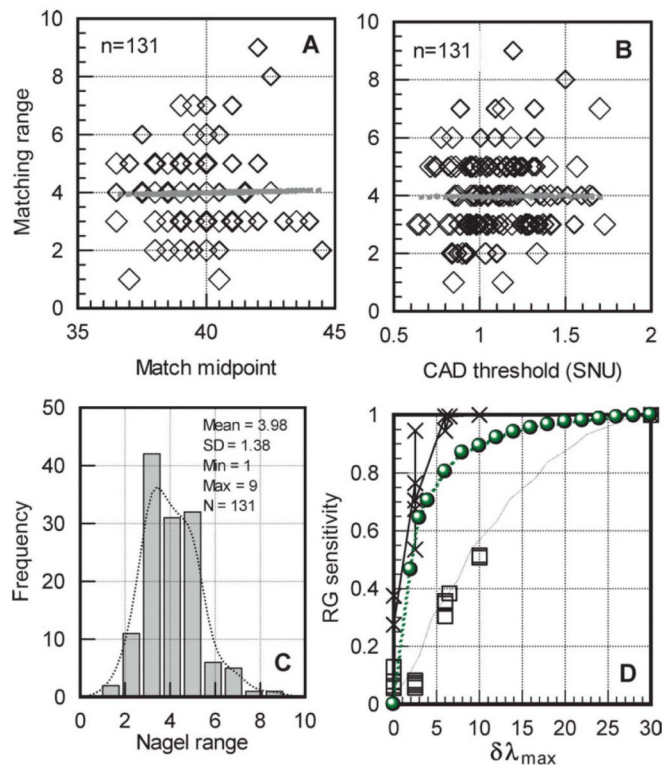 n=131
A
Matching range
10
8
6
4
2
0
35 40 45
Match midpoint
n=131
B
10
8
6
4
2
0
0.5 1 1.5 2
CAD threshold (SNU)
50
40
30
20
10
0
Frequency
Mean = 3.98
SD = 1.38
Min = 1
Max = 9
N = 131
C
0 2 4 6 8 10
Nagel range
1
0.8
0.6
0.4
0.2
0
RG sensitivity
D
0 5 10 15 20 25 30
δλmax